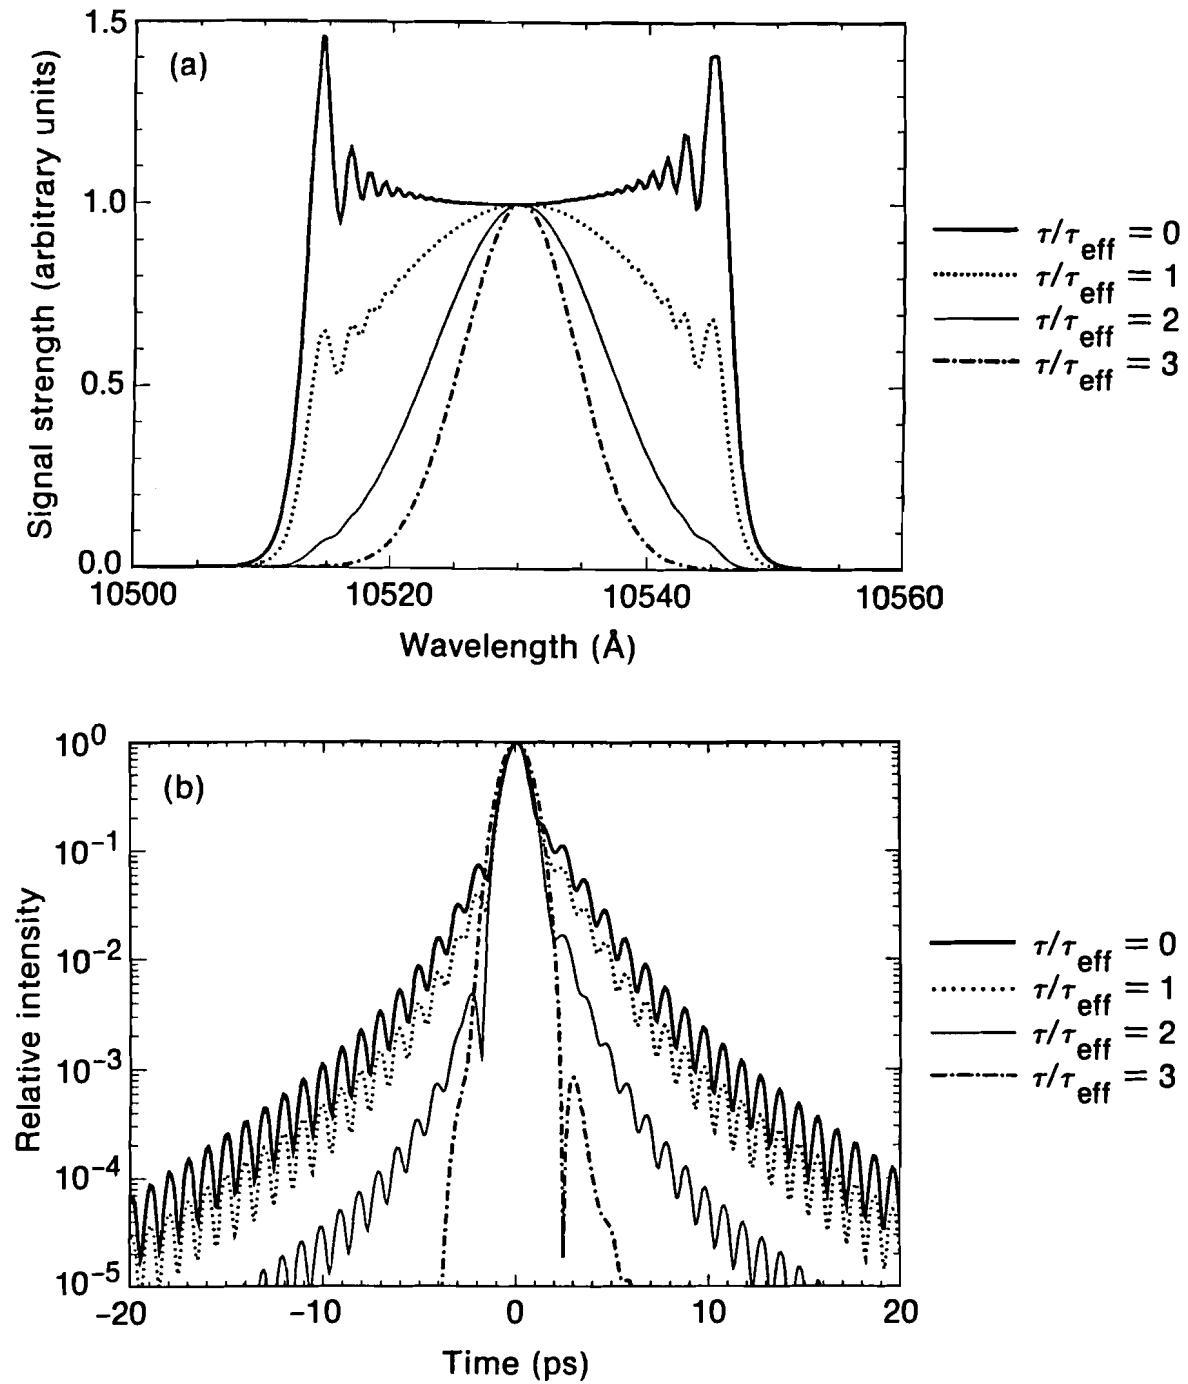 1.5
(a)
1.0
0.5
0.0
Signal strength (arbitrary units)
10500 10520 10540 10560
Wavelength (Å)
τ/τeff = 0
τ/τeff = 1
τ/τeff = 2
τ/τeff = 3
10⁰
(b)
10⁻¹
10⁻²
10⁻³
10⁻⁴
10⁻⁵
Relative intensity
−20 −10 0 10 20
Time (ps)
τ/τeff = 0
τ/τeff = 1
τ/τeff = 2
τ/τeff = 3